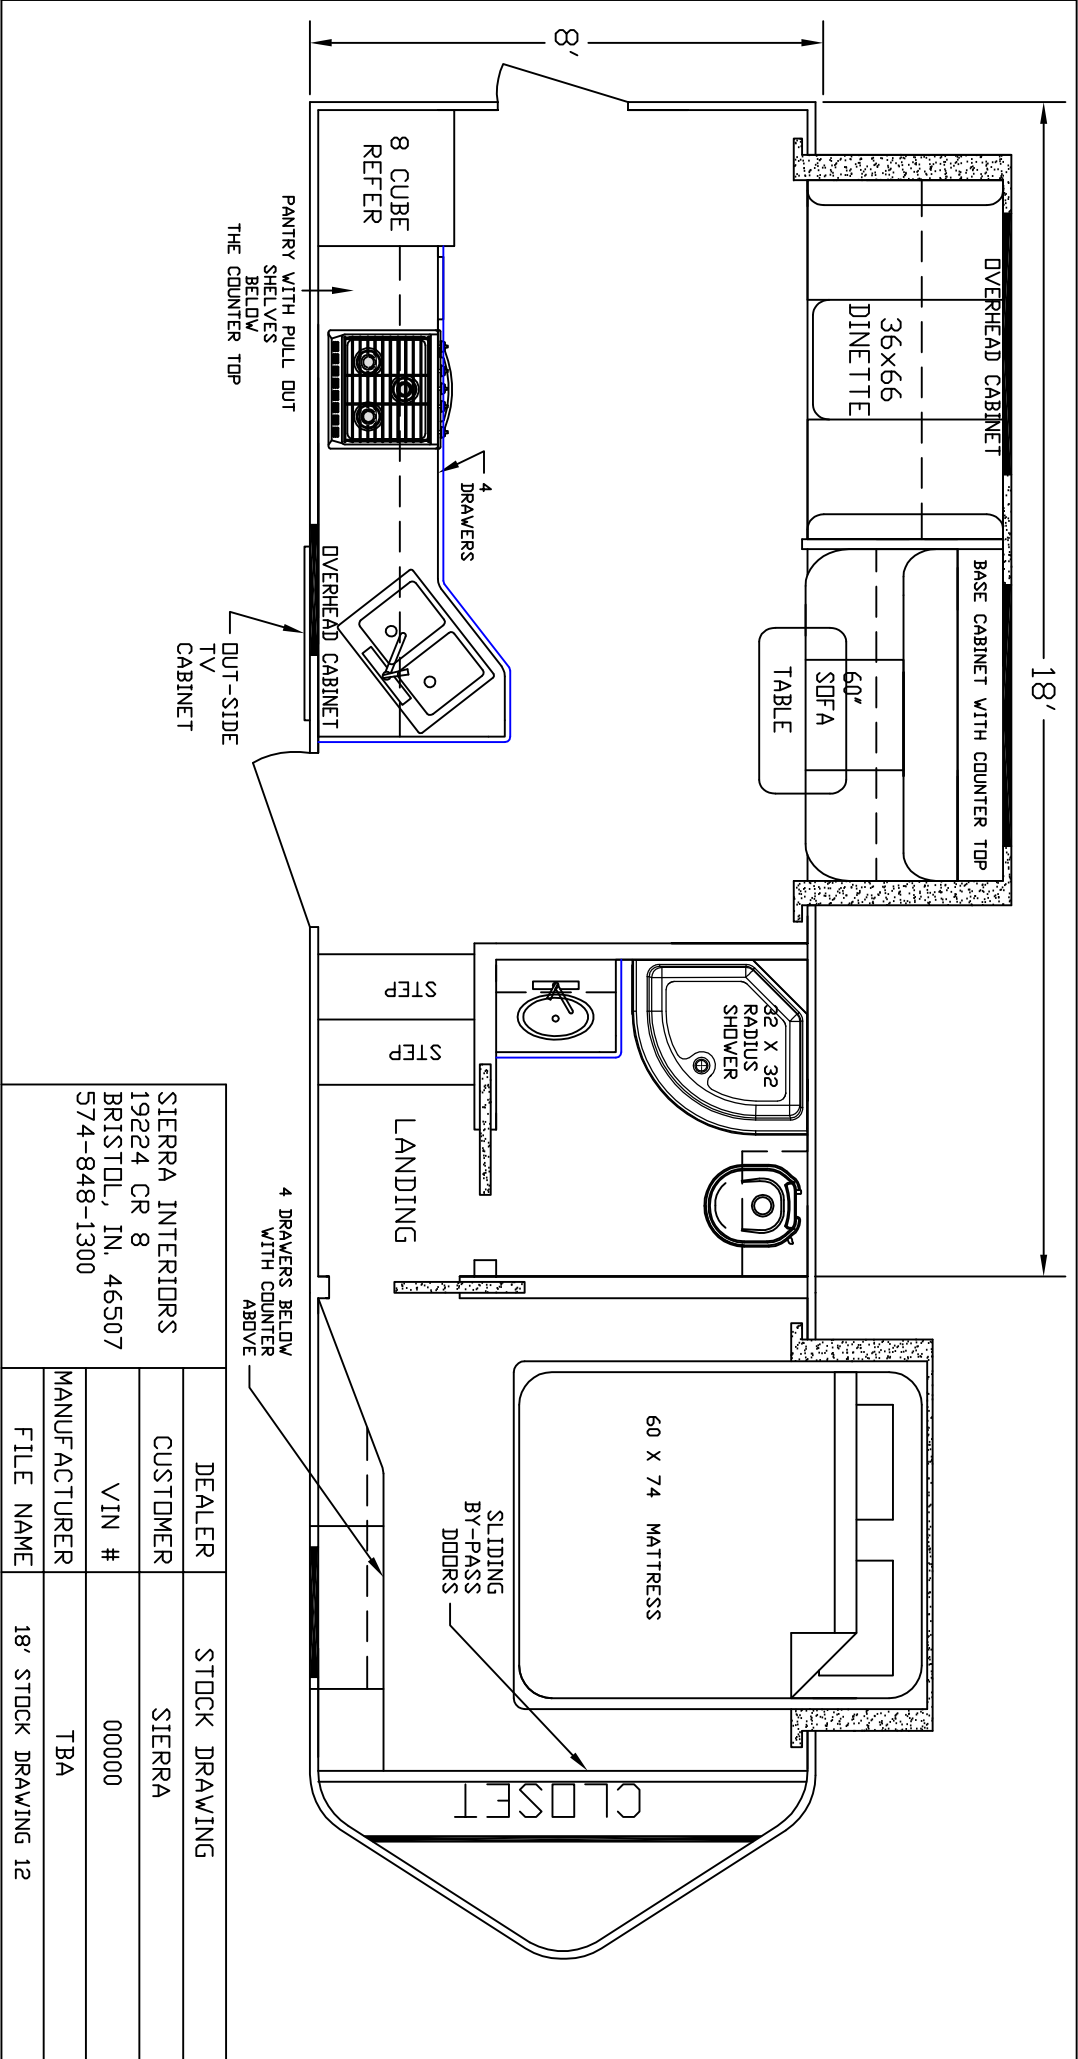 18'
8'
OVERHEAD CABINET
36x66
DINETTE
BASE CABINET WITH COUNTER TOP
60"
SOFA
TABLE
8 CUBE
REFER
PANTRY WITH PULL OUT
SHELVES
BELOW
THE COUNTER TOP
4
DRAWERS
OVERHEAD CABINET
OUT-SIDE
TV
CABINET
STEP
STEP
32 X 32
RADIUS
SHOWER
LANDING
4 DRAWERS BELOW
WITH COUNTER
ABOVE
60 X 74 MATTRESS
SLIDING
BY-PASS
DOORS
CLOSET
SIERRA INTERIORS
19224 CR 8
BRISTOL, IN. 46507
574-848-1300
DEALER STOCK DRAWING
CUSTOMER SIERRA
VIN # 00000
MANUFACTURER TBA
FILE NAME 18' STOCK DRAWING 12